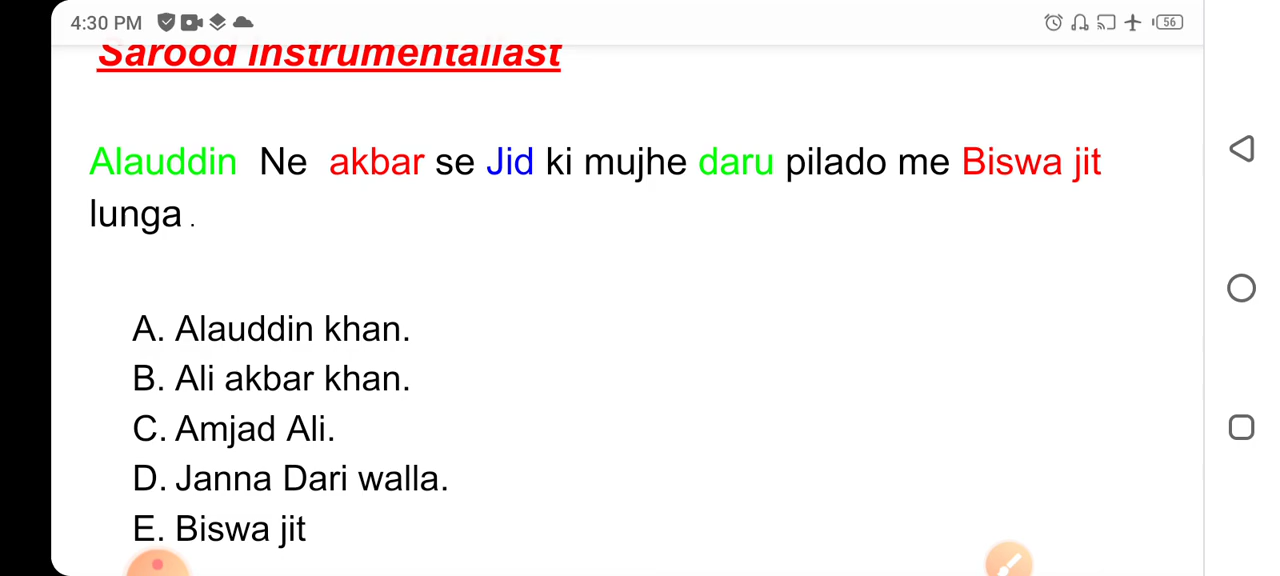 4:30 PM 56
Sarood instrumentaliast
Alauddin Ne akbar se Jid ki mujhe daru pilado me Biswa jit
lunga .
A. Alauddin khan.
B. Ali akbar khan.
C. Amjad Ali.
D. Janna Dari walla.
E. Biswa jit